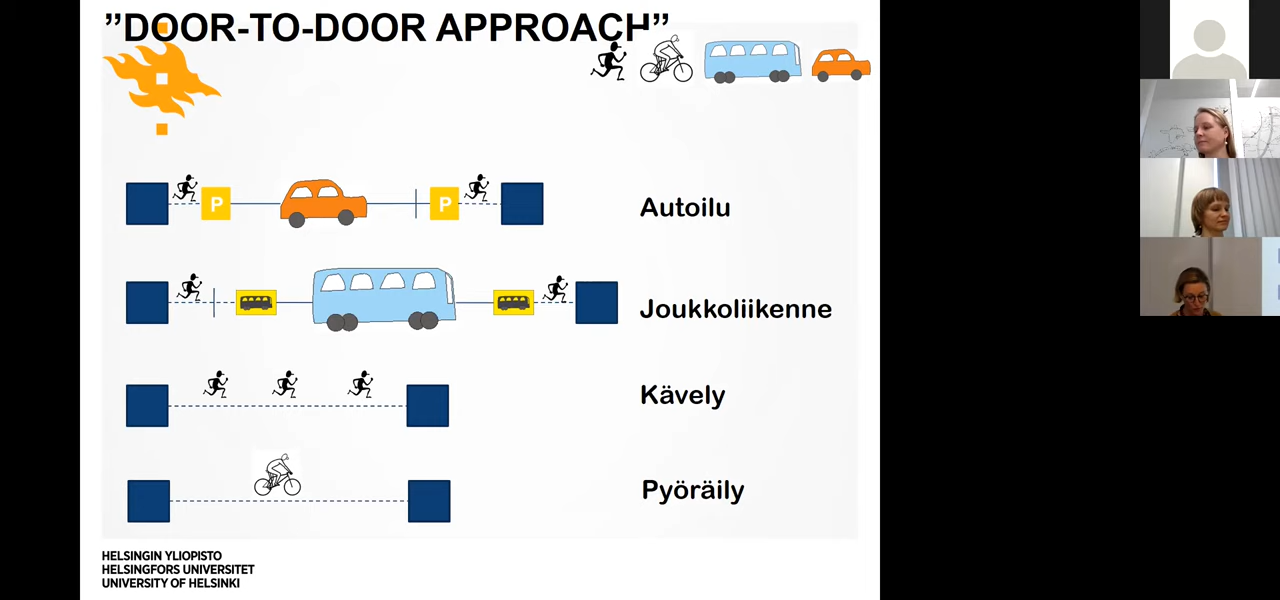 ”DOOR-TO-DOOR APPROACH”
P
P
Autoilu
Joukkoliikenne
Kävely
Pyöräily
HELSINGIN YLIOPISTO
HELSINGFORS UNIVERSITET
UNIVERSITY OF HELSINKI